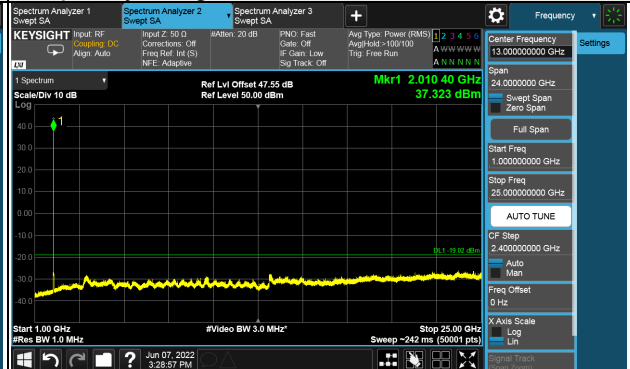 Spectrum Analyzer 1
Swept SA
Spectrum Analyzer 2
Swept SA
Spectrum Analyzer 3
Swept SA
+
Frequency
KEYSIGHT
Input: RF
Coupling: DC
Align: Auto
Input Z: 50 Ω
Corrections: Off
Freq Ref: Int (S)
NFE: Adaptive
#Atten: 20 dB
PNO: Fast
Gate: Off
IF Gain: Low
Sig Track: Off
Avg Type: Power (RMS)
Avg|Hold:>100/100
Trig: Free Run
1 2 3 4 5 6
A W W W W W
A N N N N N
LXI
1 Spectrum
Scale/Div 10 dB
Ref Lvl Offset 47.55 dB
Ref Level 50.00 dBm
Mkr1 2.010 40 GHz
37.323 dBm
Log
1
40.0
30.0
20.0
10.0
0.00
-10.0
-20.0
-30.0
-40.0
DL1 -19.02 dBm
Start 1.00 GHz
#Res BW 1.0 MHz
#Video BW 3.0 MHz*
Stop 25.00 GHz
Sweep ~242 ms (50001 pts)
?
Jun 07, 2022
3:28:57 PM
Center Frequency
13.000000000 GHz
Settings
Span
24.0000000 GHz
Swept Span
Zero Span
Full Span
Start Freq
1.000000000 GHz
Stop Freq
25.000000000 GHz
AUTO TUNE
CF Step
2.400000000 GHz
Auto
Man
Freq Offset
0 Hz
X Axis Scale
Log
Lin
Signal Track
(Span Zoom)